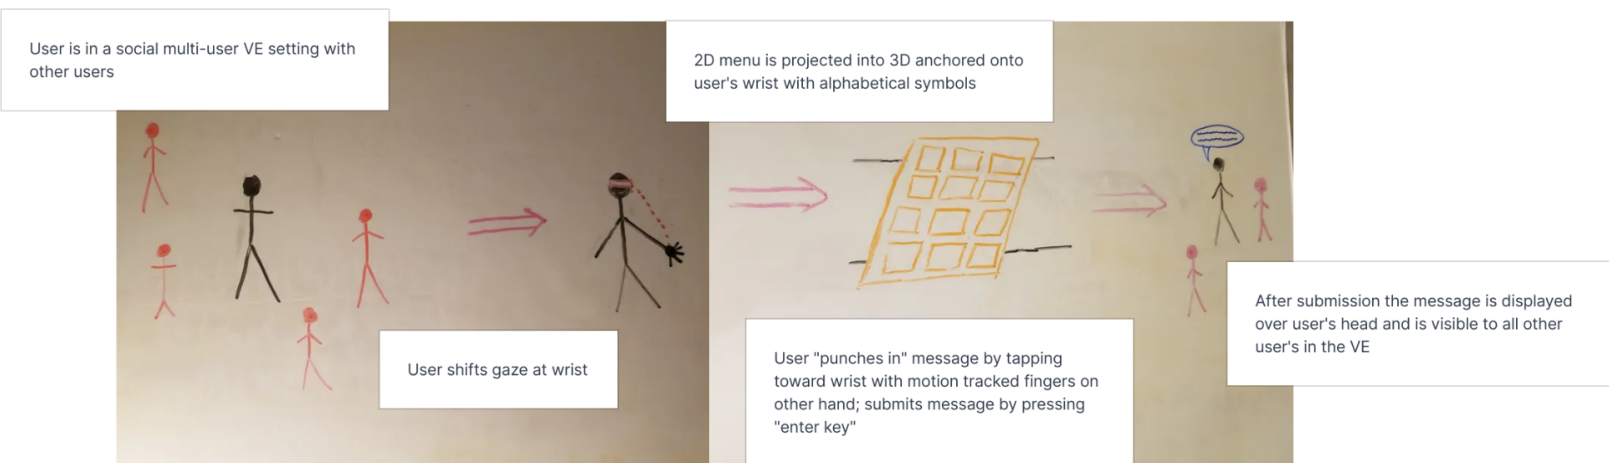 User is in a social multi-user VE setting with
other users
User shifts gaze at wrist
2D menu is projected into 3D anchored onto
user's wrist with alphabetical symbols
User "punches in" message by tapping
toward wrist with motion tracked fingers on
other hand; submits message by pressing
"enter key"
After submission the message is displayed
over user's head and is visible to all other
user's in the VE